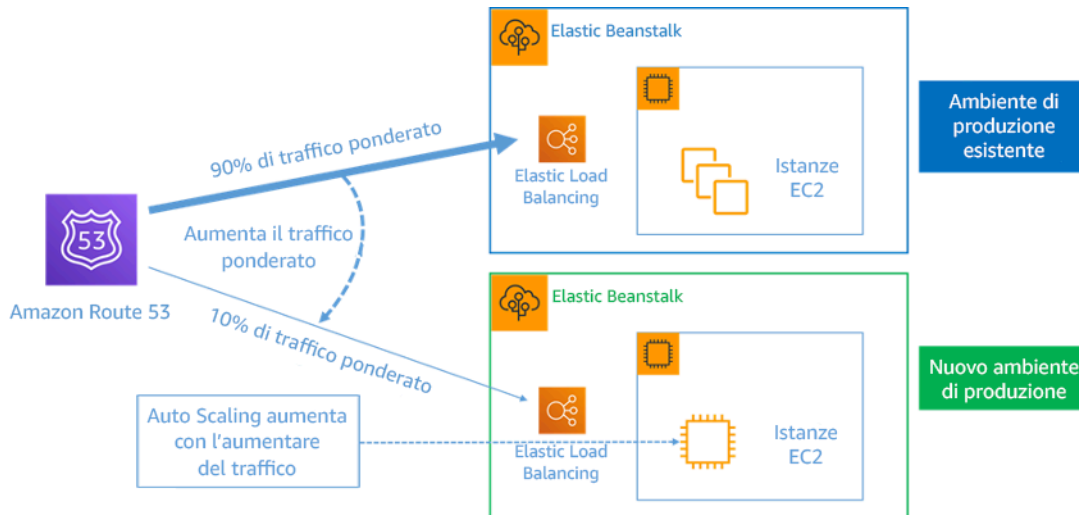 Elastic Beanstalk
90% di traffico ponderato
Elastic Load
Balancing
Istanze
EC2
Ambiente di
produzione
esistente
53
Amazon Route 53
Aumenta il traffico
ponderato
10% di traffico ponderato
Elastic Beanstalk
Auto Scaling aumenta
con l'aumentare
del traffico
Elastic Load
Balancing
Istanze
EC2
Nuovo ambiente
di produzione